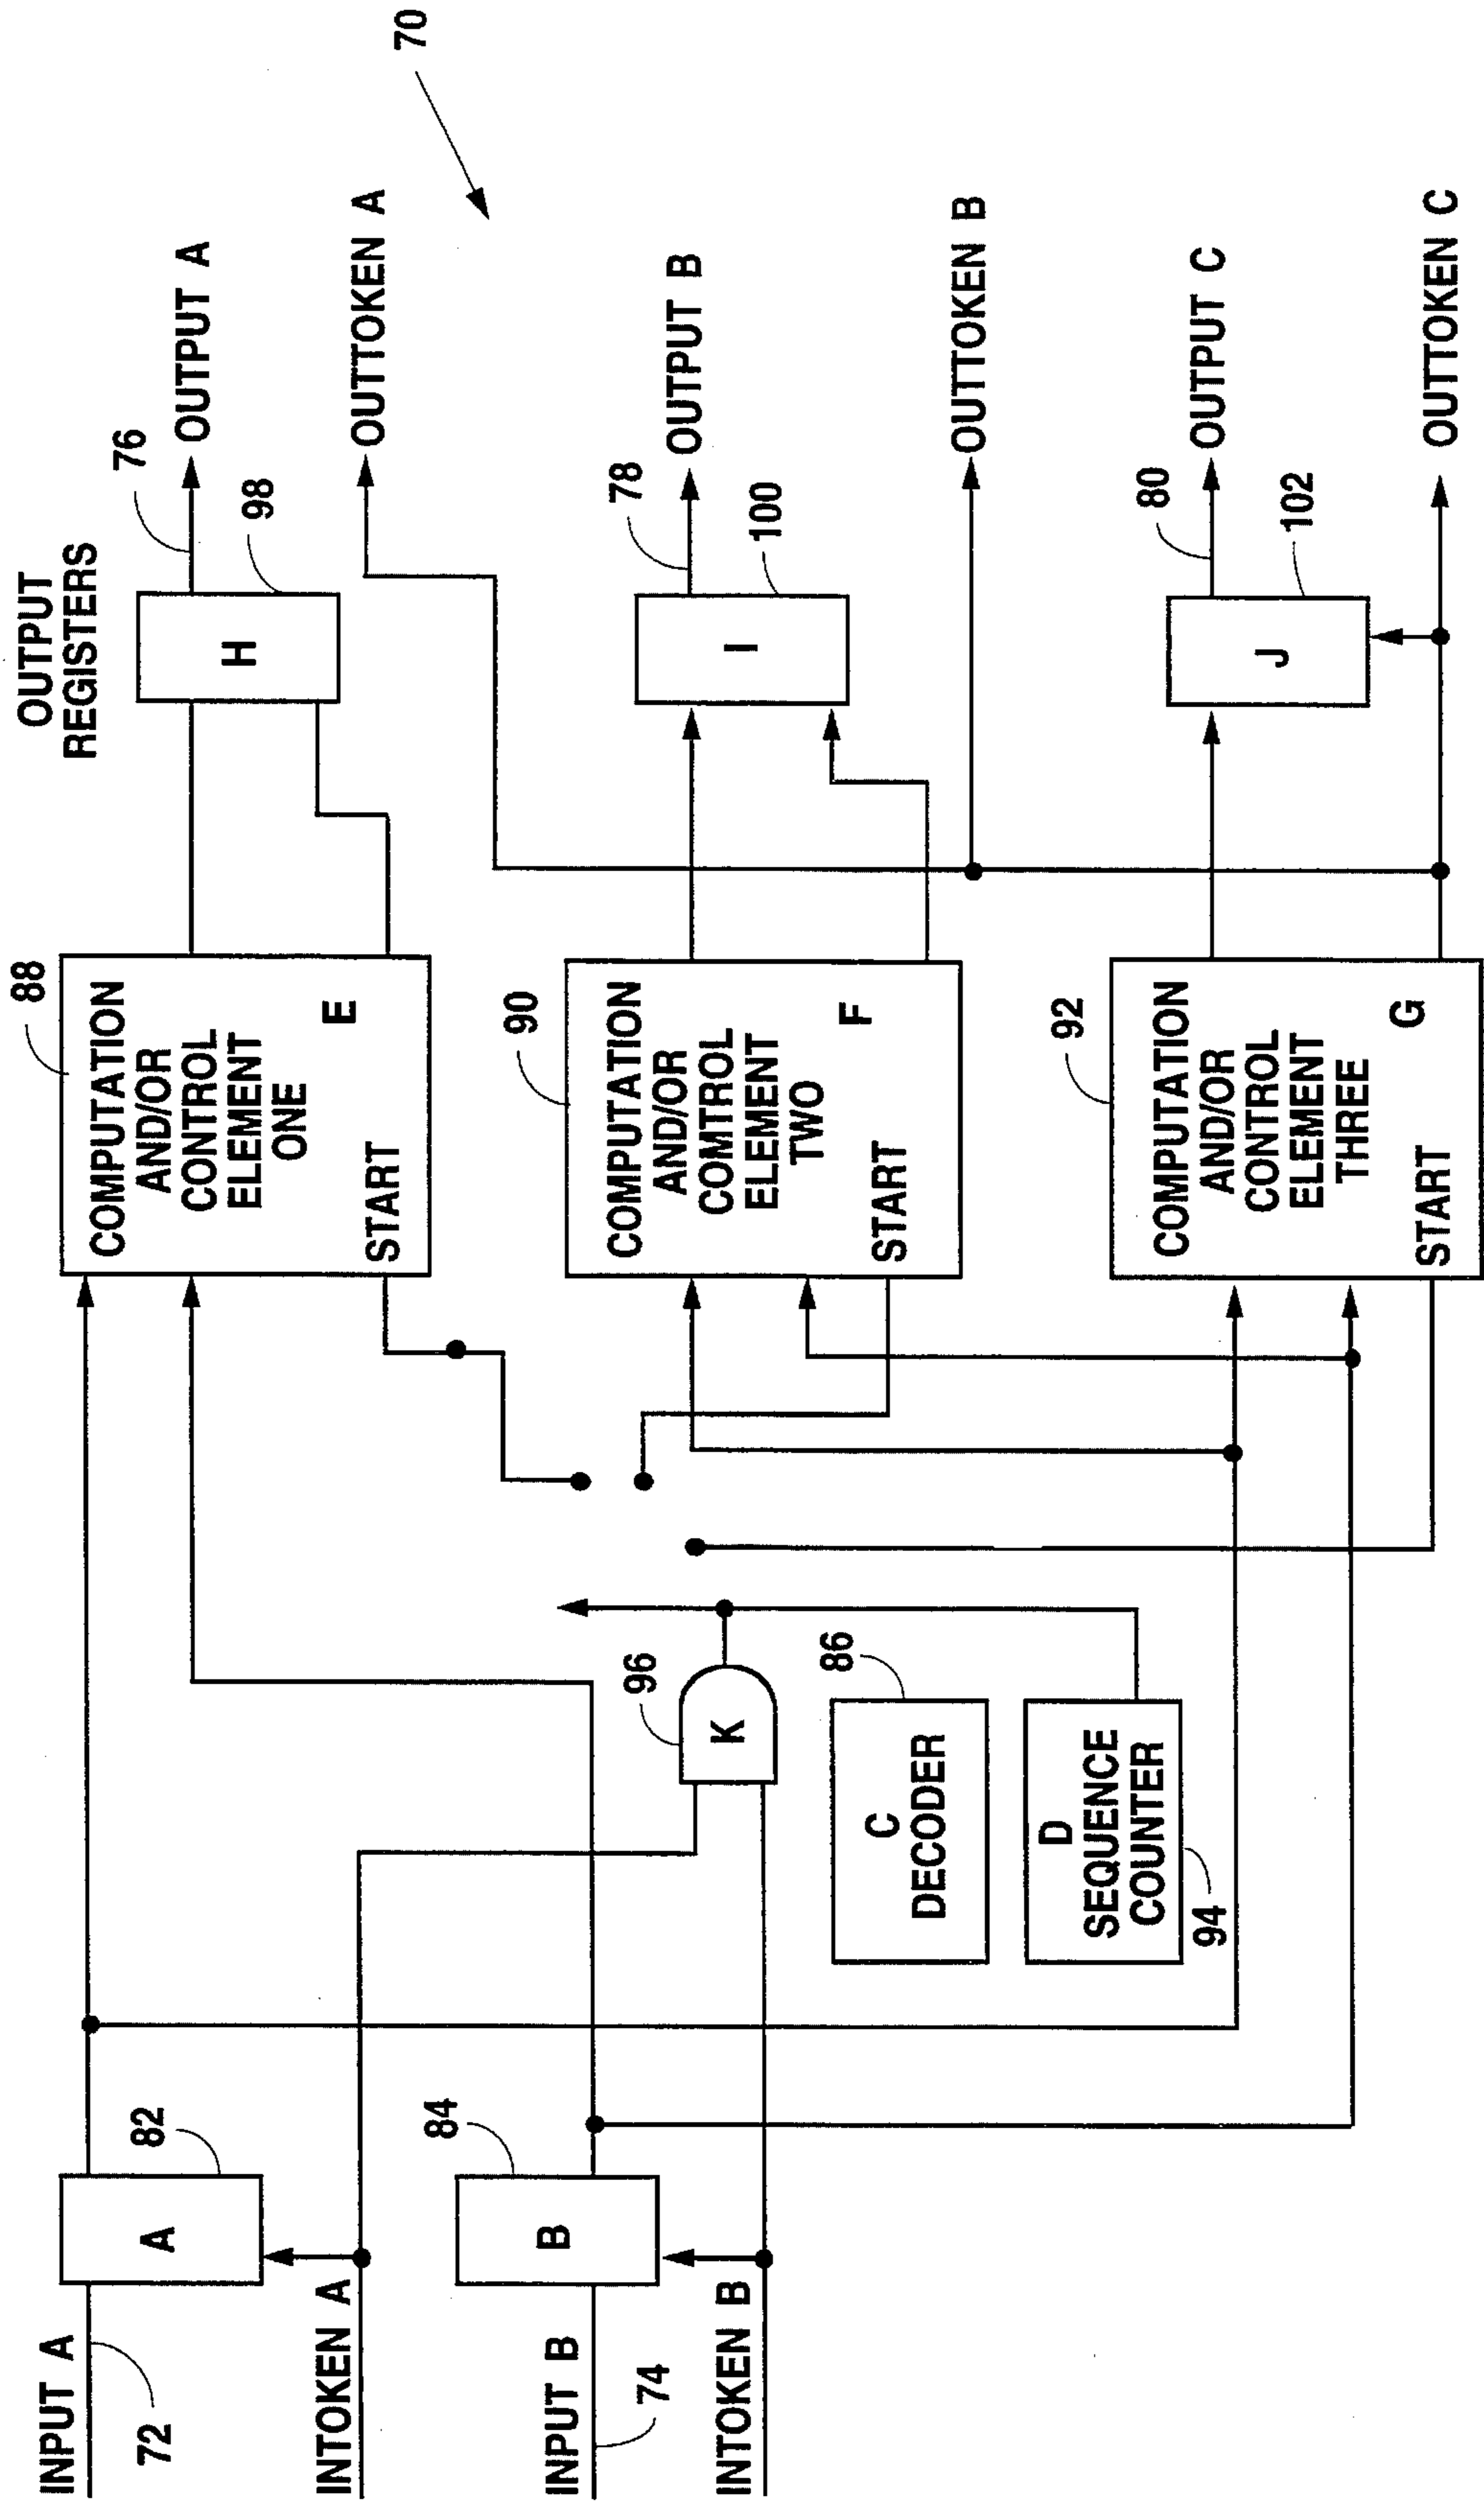 INPUT A
72
INTOKEN A
INPUT B
74
INTOKEN B
A
82
B
84
K
96
C
DECODER
86
D
SEQUENCE
COUNTER
94
88
COMPUTATION
AND/OR
CONTROL
ELEMENT
ONE
E
START
90
COMPUTATION
AND/OR
COMTROL
ELEMENT
TWO
F
START
92
COMPUTATION
AND/OR
CONTROL
ELEMENT
THREE
G
START
OUTPUT
REGISTERS
H
98
76
OUTPUT A
OUTTOKEN A
I
100
78
OUTPUT B
OUTTOKEN B
J
102
80
OUTPUT C
OUTTOKEN C
70